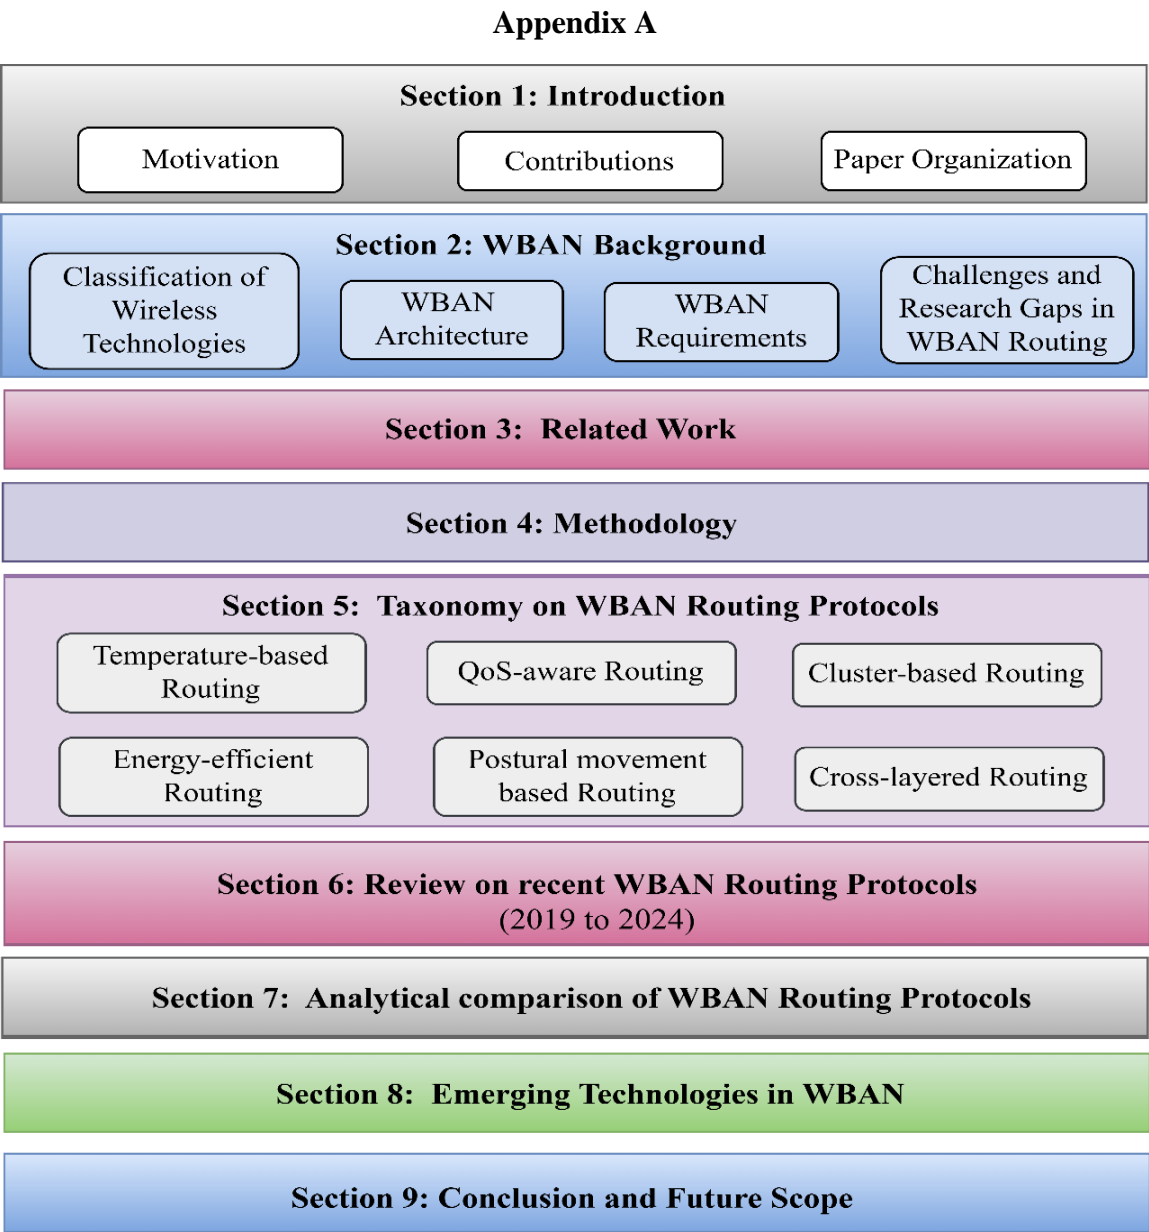 Appendix A
Section 1: Introduction
Motivation
Contributions
Paper Organization
Section 2: WBAN Background
Classification of
Wireless
Technologies
WBAN
Architecture
WBAN
Requirements
Challenges and
Research Gaps in
WBAN Routing
Section 3: Related Work
Section 4: Methodology
Section 5: Taxonomy on WBAN Routing Protocols
Temperature-based
Routing
QoS-aware Routing
Cluster-based Routing
Energy-efficient
Routing
Postural movement
based Routing
Cross-layered Routing
Section 6: Review on recent WBAN Routing Protocols
(2019 to 2024)
Section 7: Analytical comparison of WBAN Routing Protocols
Section 8: Emerging Technologies in WBAN
Section 9: Conclusion and Future Scope